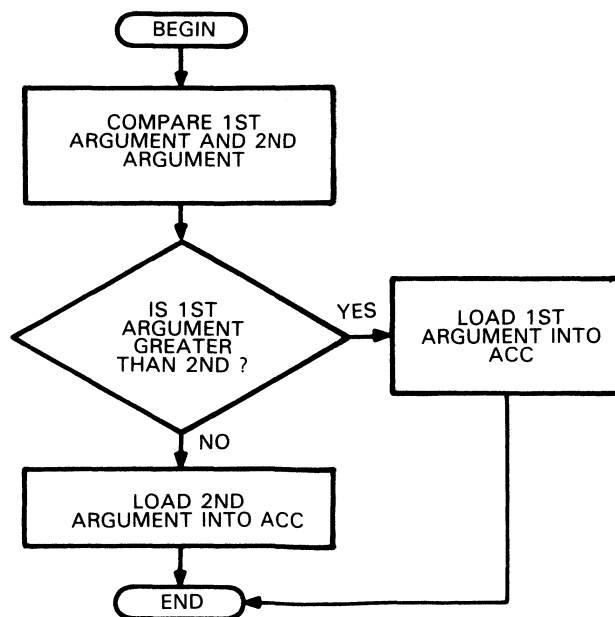 BEGIN
COMPARE 1ST
ARGUMENT AND 2ND
ARGUMENT
IS 1ST
ARGUMENT
GREATER
THAN 2ND ?
YES
LOAD 1ST
ARGUMENT INTO
ACC
NO
LOAD 2ND
ARGUMENT INTO ACC
END